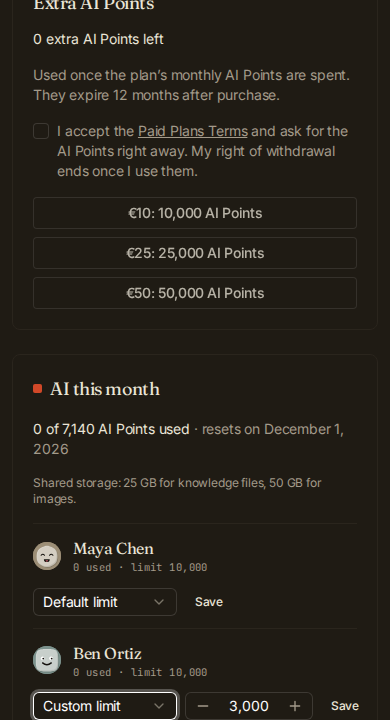 Extra AI Points
0 extra AI Points left
Used once the plan's monthly AI Points are spent.
They expire 12 months after purchase.
I accept the Paid Plans Terms and ask for the
AI Points right away. My right of withdrawal
ends once I use them.
€10: 10,000 AI Points
€25: 25,000 AI Points
€50: 50,000 AI Points
AI this month
0 of 7,140 AI Points used · resets on December 1,
2026
Shared storage: 25 GB for knowledge files, 50 GB for
images.
Maya Chen
0 used · limit 10,000
Default limit Save
Ben Ortiz
0 used · limit 10,000
Custom limit − 3,000 + Save